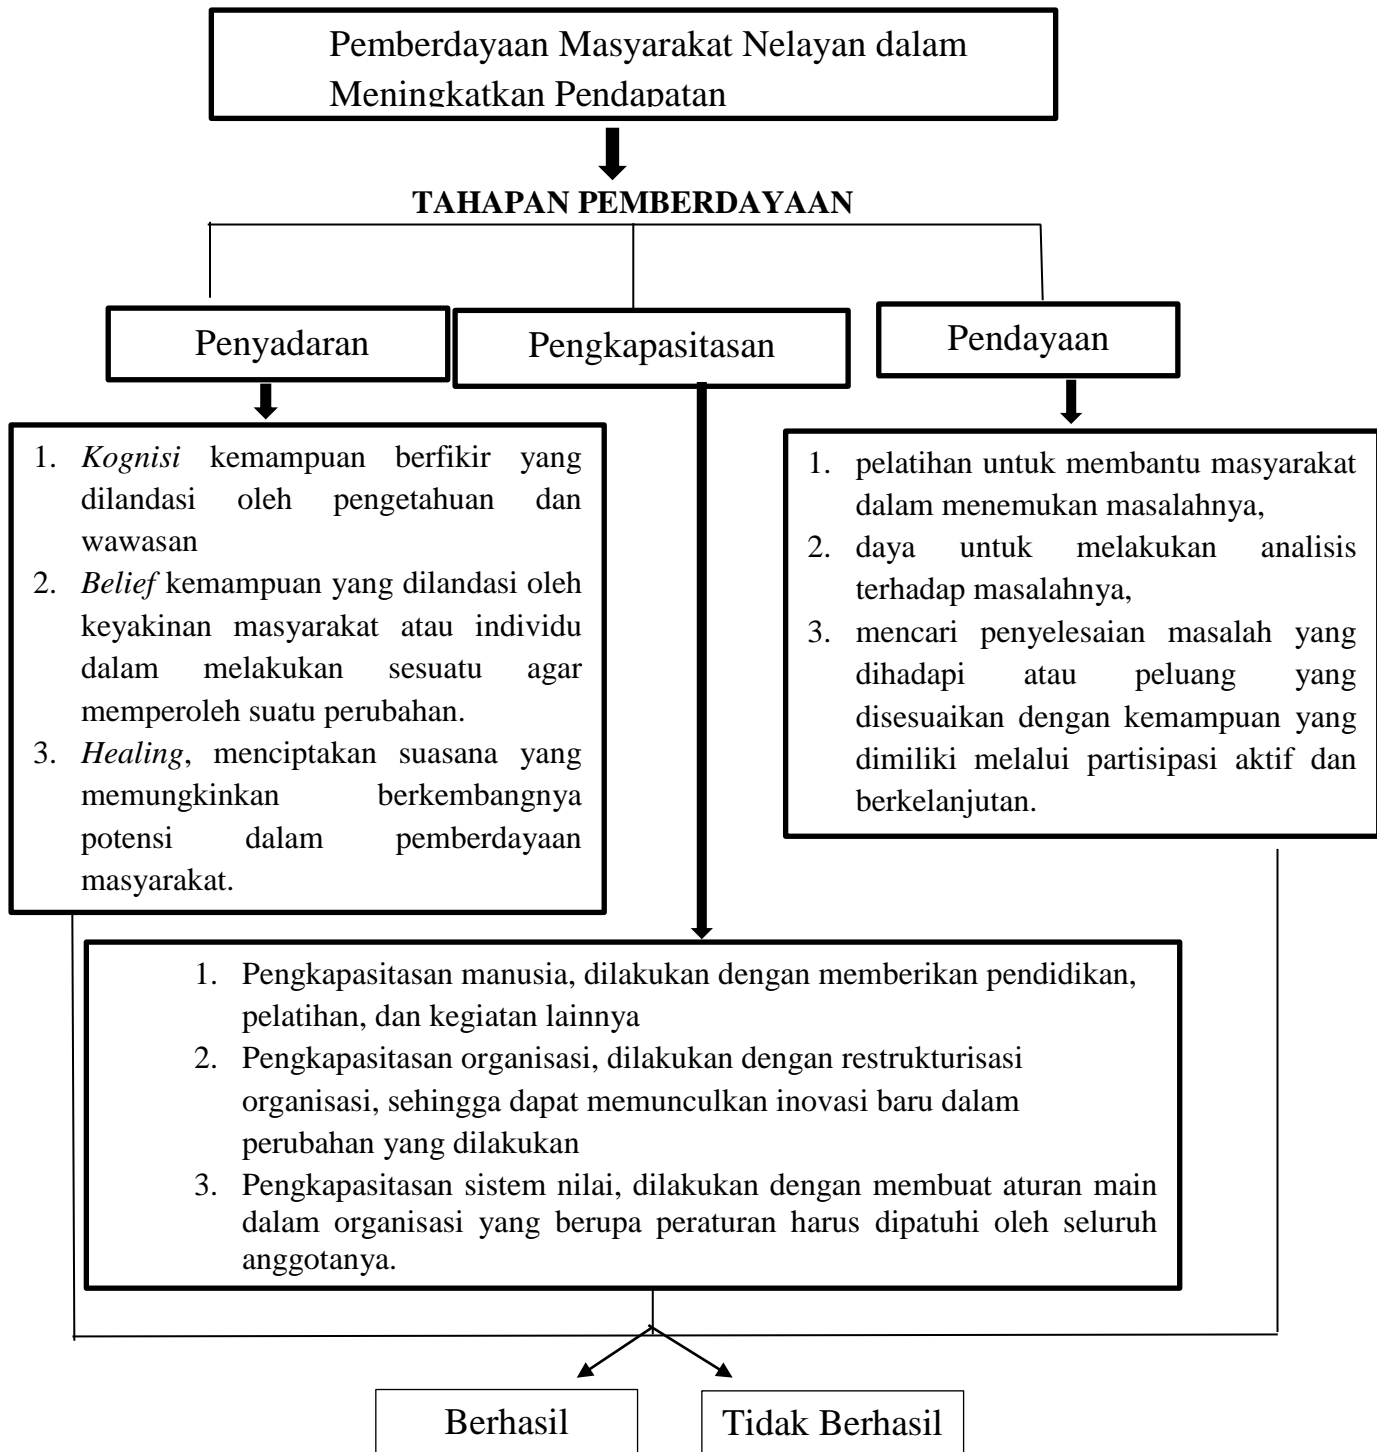 Pemberdayaan Masyarakat Nelayan dalam
Meningkatkan Pendapatan
TAHAPAN PEMBERDAYAAN
Penyadaran
Pengkapasitasan
Pendayaan
1. Kognisi kemampuan berfikir yang
dilandasi oleh pengetahuan dan
wawasan
2. Belief kemampuan yang dilandasi oleh
keyakinan masyarakat atau individu
dalam melakukan sesuatu agar
memperoleh suatu perubahan.
3. Healing, menciptakan suasana yang
memungkinkan berkembangnya
potensi dalam pemberdayaan
masyarakat.
1. pelatihan untuk membantu masyarakat
dalam menemukan masalahnya,
2. daya untuk melakukan analisis
terhadap masalahnya,
3. mencari penyelesaian masalah yang
dihadapi atau peluang yang
disesuaikan dengan kemampuan yang
dimiliki melalui partisipasi aktif dan
berkelanjutan.
1. Pengkapasitasan manusia, dilakukan dengan memberikan pendidikan,
pelatihan, dan kegiatan lainnya
2. Pengkapasitasan organisasi, dilakukan dengan restrukturisasi
organisasi, sehingga dapat memunculkan inovasi baru dalam
perubahan yang dilakukan
3. Pengkapasitasan sistem nilai, dilakukan dengan membuat aturan main
dalam organisasi yang berupa peraturan harus dipatuhi oleh seluruh
anggotanya.
Berhasil
Tidak Berhasil